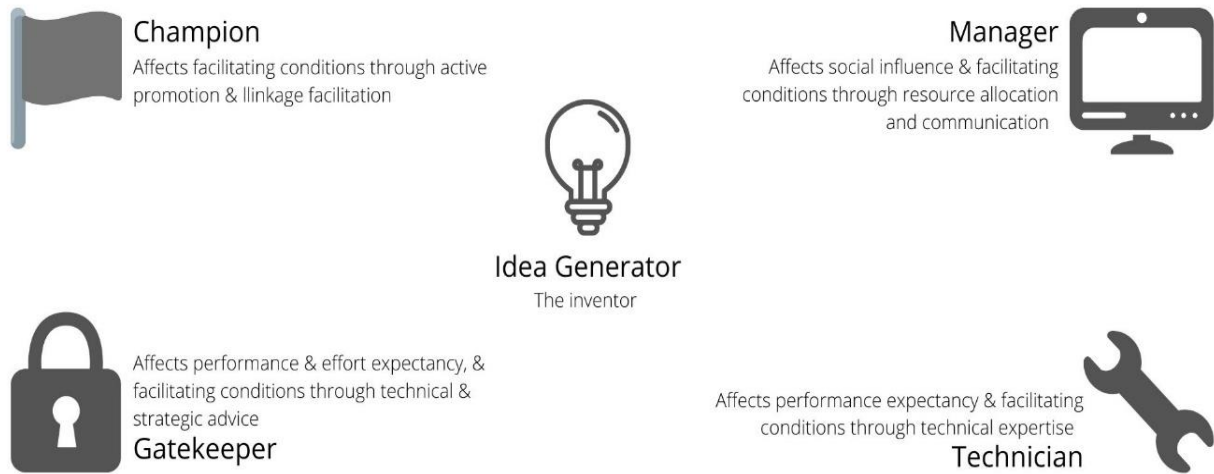 Champion
Affects facilitating conditions through active
promotion & llinkage facilitation
Manager
Affects social influence & facilitating
conditions through resource allocation
and communication
Idea Generator
The inventor
Affects performance & effort expectancy, &
facilitating conditions through technical &
strategic advice
Gatekeeper
Affects performance expectancy & facilitating
conditions through technical expertise
Technician